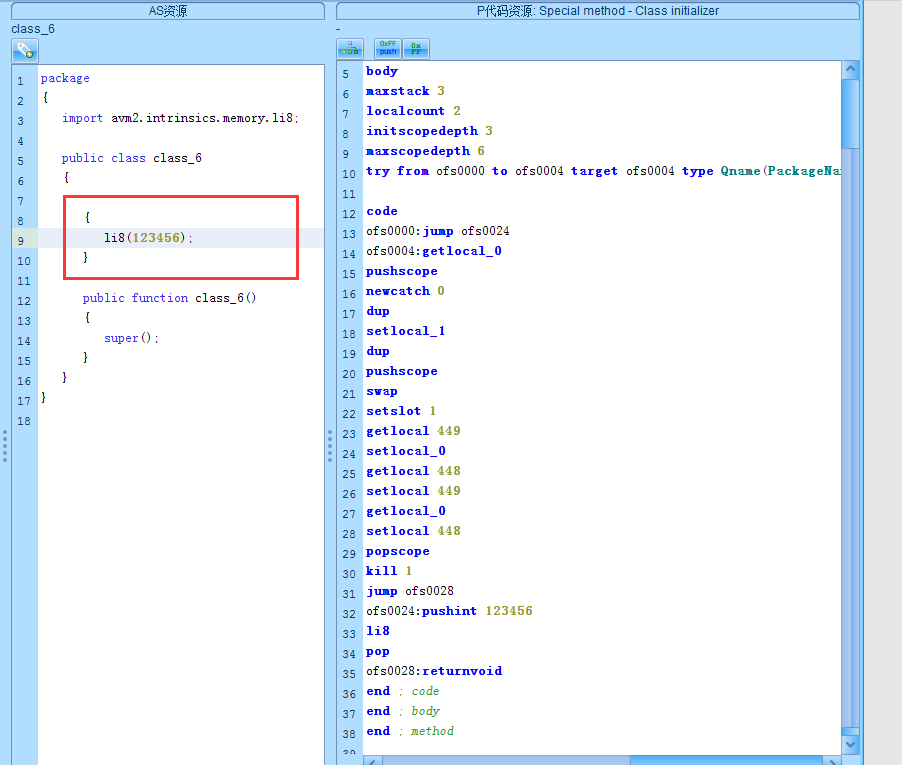 AS资源
class_6
1 package
2 {
3 import avm2.intrinsics.memory.li8;
4
5 public class class_6
6 {
7
8 {
9 li8(123456);
10 }
11
12 public function class_6()
13 {
14 super();
15 }
16 }
17 }
18
P代码资源: Special method - Class initializer
-
0xFF push 0x FF
5 body
6 maxstack 3
7 localcount 2
8 initscopedepth 3
9 maxscopedepth 6
10 try from ofs0000 to ofs0004 target ofs0004 type Qname(PackageNa
11
12 code
13 ofs0000:jump ofs0024
14 ofs0004:getlocal_0
15 pushscope
16 newcatch 0
17 dup
18 setlocal_1
19 dup
20 pushscope
21 swap
22 setslot 1
23 getlocal 449
24 setlocal_0
25 getlocal 448
26 setlocal 449
27 getlocal_0
28 setlocal 448
29 popscope
30 kill 1
31 jump ofs0028
32 ofs0024:pushint 123456
33 li8
34 pop
35 ofs0028:returnvoid
36 end ; code
37 end ; body
38 end ; method
39